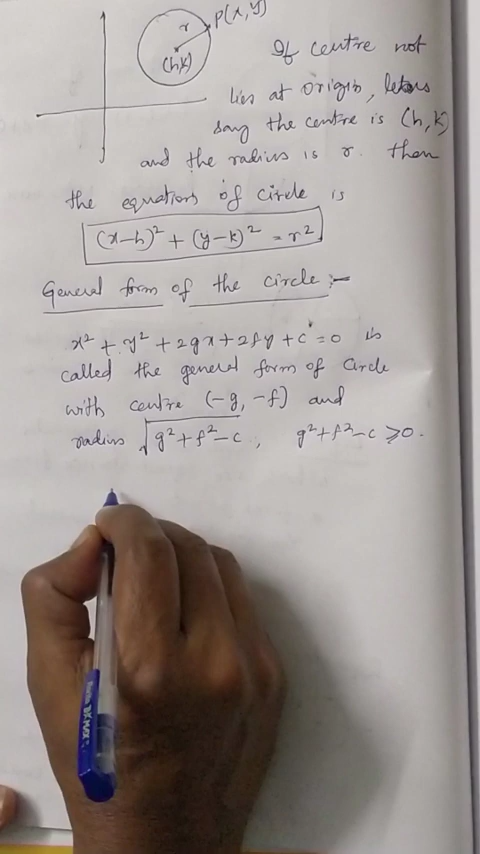 P(x,y)
r
(h,k)
If centre not
lies at origin, let us
say the centre is (h,k)
and the radius is r. then
the equation of circle is
(x-h)² + (y-k)² = r²
General form of the circle :-
x² + y² + 2gx + 2fy + c = 0 is
called the general form of circle
with centre (-g, -f) and
radius √g²+f²-c , g²+f²-c ⩾0.